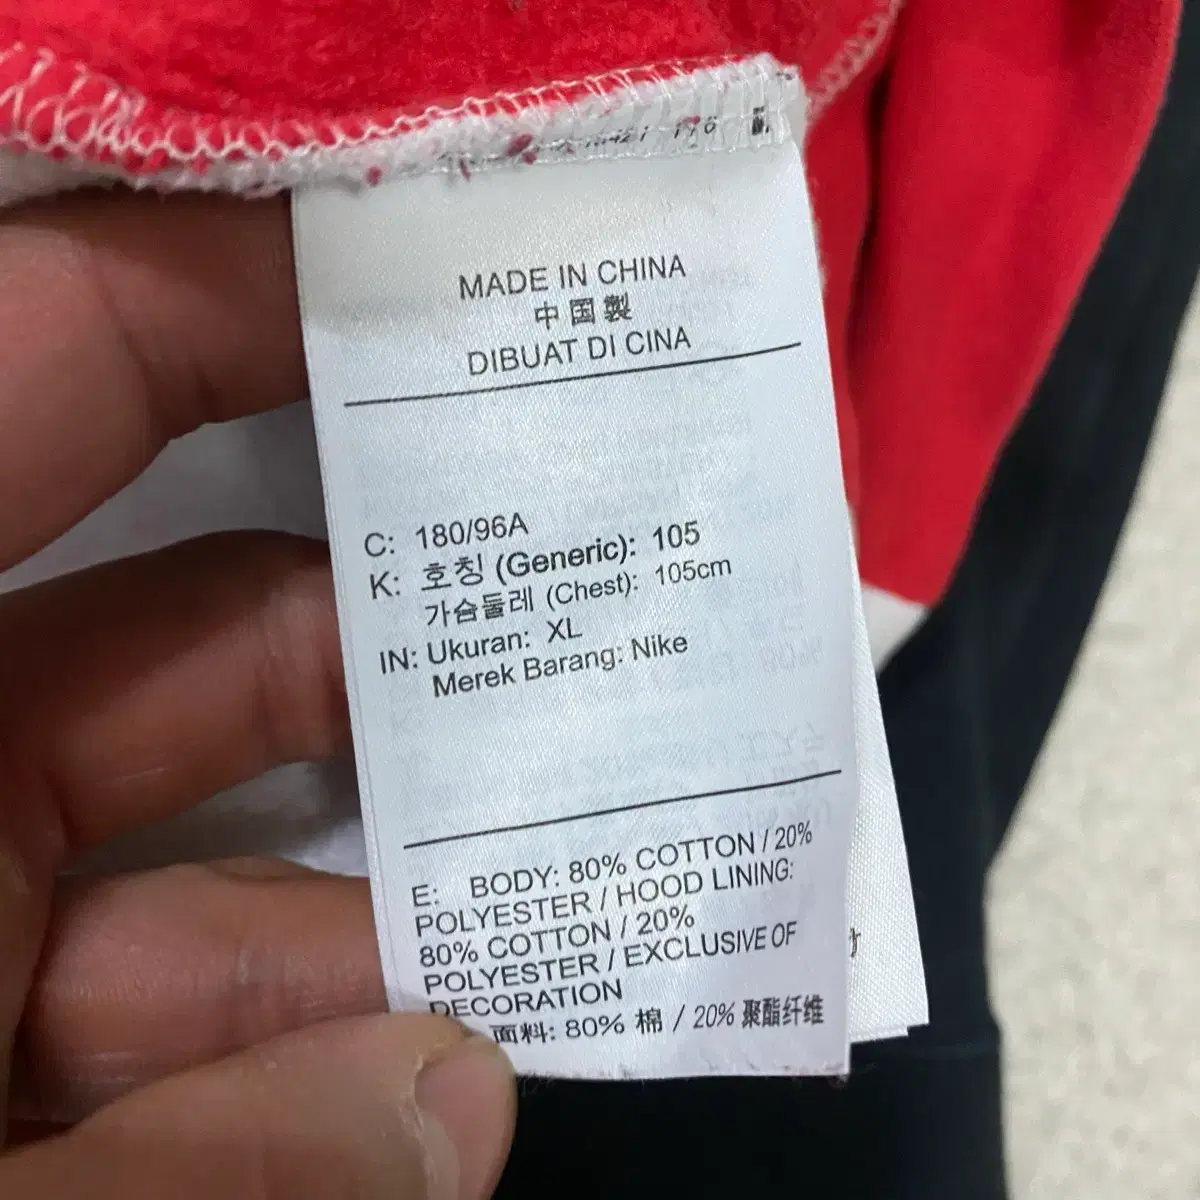 MADE IN CHINA
中国製
DIBUAT DI CINA
C: 180/96A
K: 호칭 (Generic): 105
가슴둘레 (Chest): 105cm
IN: Ukuran: XL
Merek Barang: Nike
E: BODY: 80% COTTON / 20%
POLYESTER / HOOD LINING:
80% COTTON / 20%
POLYESTER / EXCLUSIVE OF
DECORATION
面料: 80% 棉 / 20% 聚酯纤维